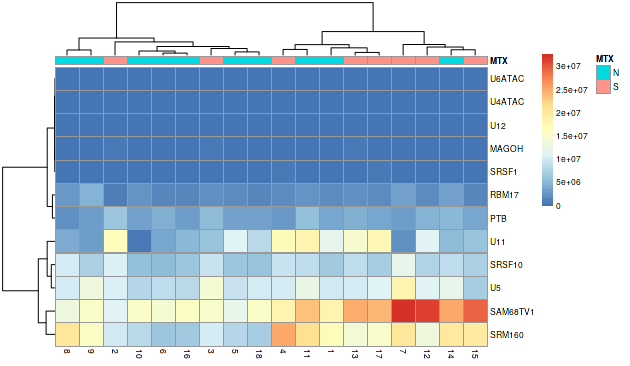 MTX
U6ATAC
U4ATAC
U12
MAGOH
SRSF1
RBM17
PTB
U11
SRSF10
U5
SAM68TV1
SRM160
8 9 2 10 6 16 3 5 18 4 11 1 13 17 7 12 14 15
3e+07
2.5e+07
2e+07
1.5e+07
1e+07
5e+06
0
MTX
N
S